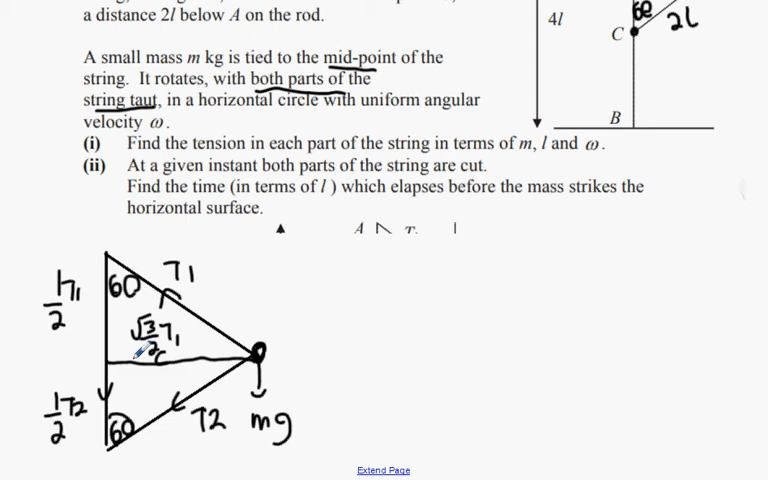 a distance 2l below A on the rod.
4l
60
2l
C
A small mass m kg is tied to the mid-point of the
string. It rotates, with both parts of the
string taut, in a horizontal circle with uniform angular
velocity ω.
B
(i) Find the tension in each part of the string in terms of m, l and ω.
(ii) At a given instant both parts of the string are cut.
Find the time (in terms of l ) which elapses before the mass strikes the
horizontal surface.
A
60
T1
√3/2 T1
1/2 T2
60
T2
mg
Extend Page